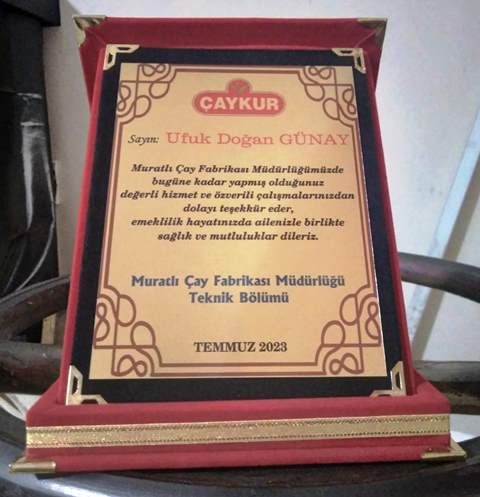 ÇAYKUR
Sayın: Ufuk Doğan GÜNAY
Muratlı Çay Fabrikası Müdürlüğümüzde
bugüne kadar yapmış olduğunuz
değerli hizmet ve özverili çalışmalarınızdan
dolayı teşekkür eder,
emeklilik hayatınızda ailenizle birlikte
sağlık ve mutluluklar dileriz.
Muratlı Çay Fabrikası Müdürlüğü
Teknik Bölümü
TEMMUZ 2023